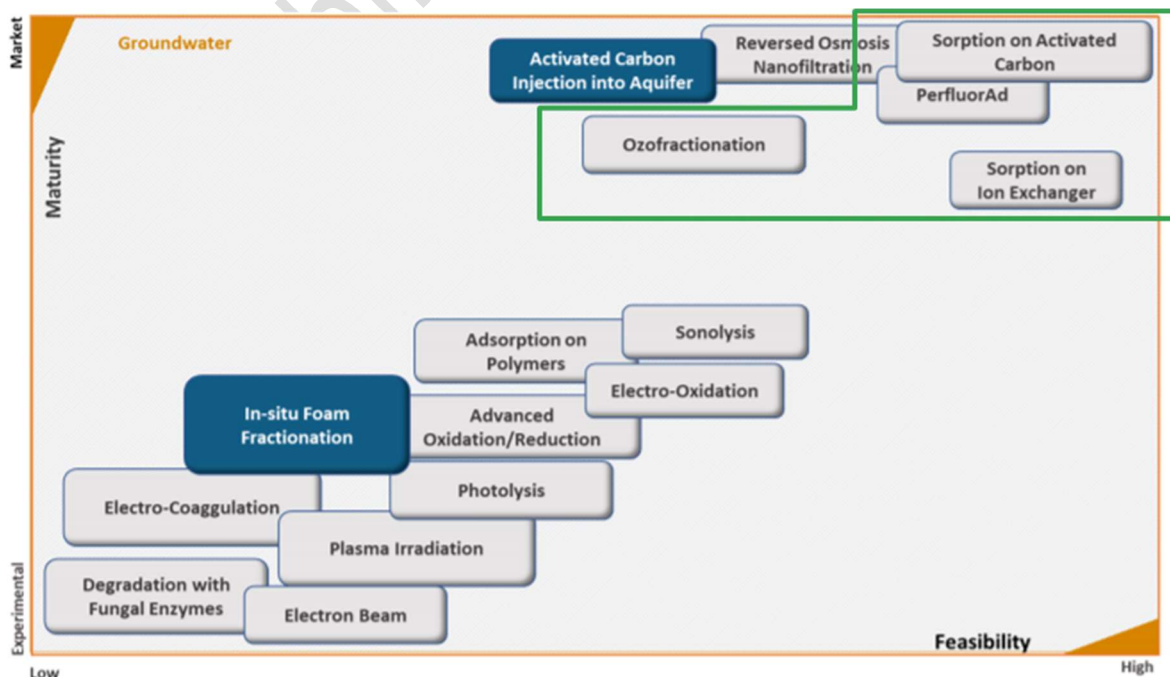 Market
Groundwater
Activated Carbon
Injection into Aquifer
Reversed Osmosis
Nanofiltration
Sorption on Activated
Carbon
PerfluorAd
Ozofractionation
Sorption on
Ion Exchanger
Maturity
Sonolysis
Adsorption on
Polymers
Electro-Oxidation
In-situ Foam
Fractionation
Advanced
Oxidation/Reduction
Photolysis
Electro-Coaggulation
Plasma Irradiation
Degradation with
Fungal Enzymes
Electron Beam
Experimental
Feasibility
Low
High